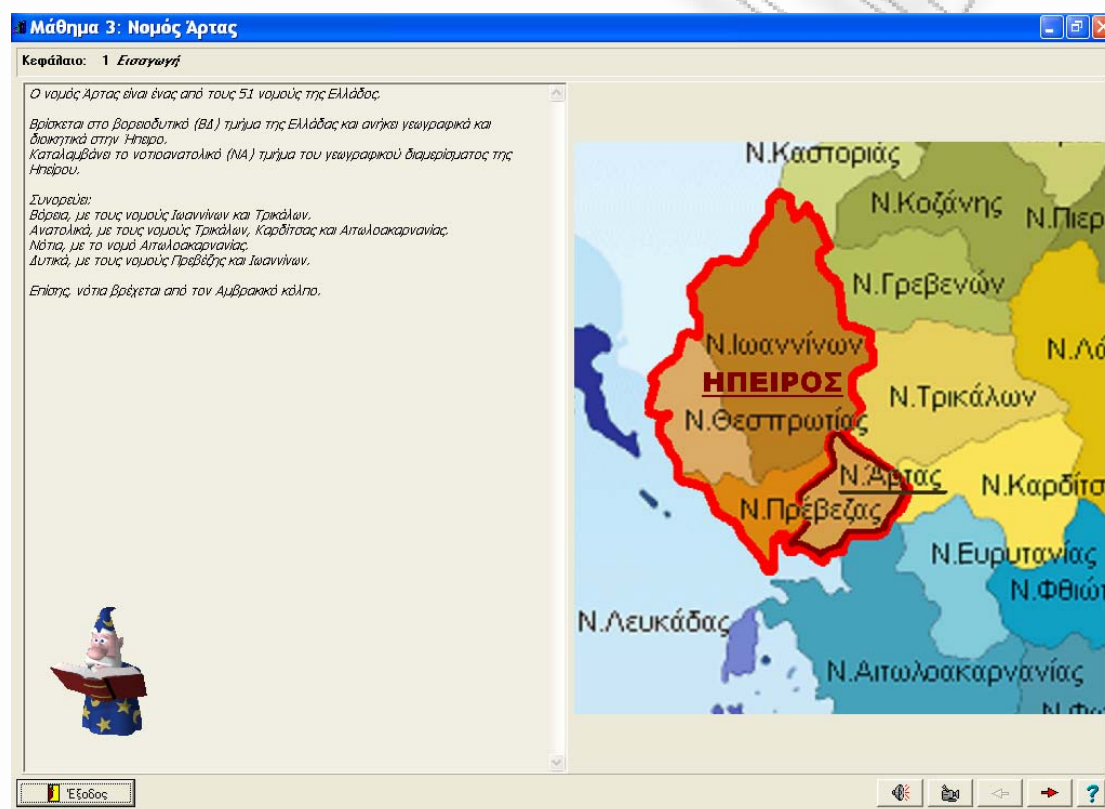 Μάθημα 3: Νομός Άρτας
Κεφάλαιο: 1 Εισαγωγή
Ο νομός Άρτας είναι ένας από τους 51 νομούς της Ελλάδος.
Βρίσκεται στο βορειοδυτικό (ΒΔ) τμήμα της Ελλάδας και ανήκει γεωγραφικά και
διοικητικά στην Ήπειρο.
Καταλαμβάνει το νοτιοανατολικό (ΝΑ) τμήμα του γεωγραφικού διαμερίσματος της
Ηπείρου.
Συνορεύει:
Βόρεια, με τους νομούς Ιωαννίνων και Τρικάλων.
Ανατολικά, με τους νομούς Τρικάλων, Καρδίτσας και Αιτωλοακαρνανίας.
Νότια, με το νομό Αιτωλοακαρνανίας.
Δυτικά, με τους νομούς Πρεβέζης και Ιωαννίνων.
Επίσης, νότια βρέχεται από τον Αμβρακικό κόλπο.
Ν.Καστοριάς
Ν.Κοζάνης
Ν.Πιερ
Ν.Γρεβενών
Ν.Ιωαννίνων
Ν.Λά
ΗΠΕΙΡΟΣ
Ν.Τρικάλων
Ν.Θεσπρωτίας
Ν.Άρτας
Ν.Καρδίτσ
Ν.Πρέβεζας
Ν.Ευρυτανίας
Ν.Φθιώτ
Ν.Λευκάδας
Ν.Αιτωλοακαρνανίας
Έξοδος
?